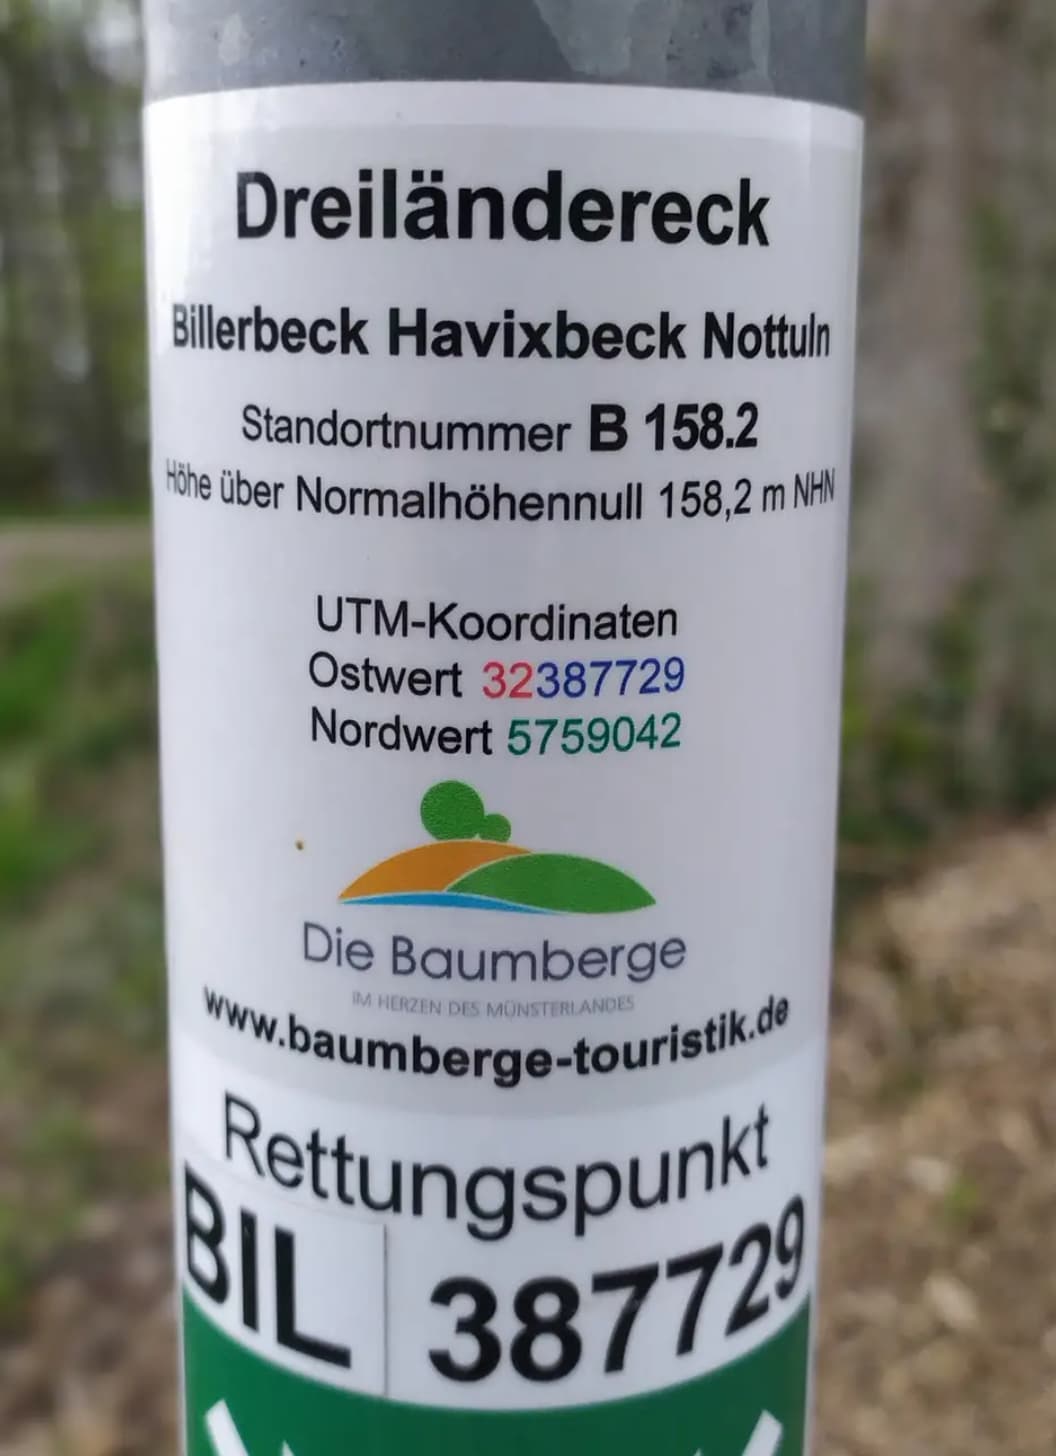 Dreiländereck
Billerbeck Havixbeck Nottuln
Standortnummer B 158.2
Höhe über Normalhöhennull 158,2 m NHN
UTM-Koordinaten
Ostwert 32387729
Nordwert 5759042
Die Baumberge
IM HERZEN DES MÜNSTERLANDES
www.baumberge-touristik.de
Rettungspunkt
BIL 387729